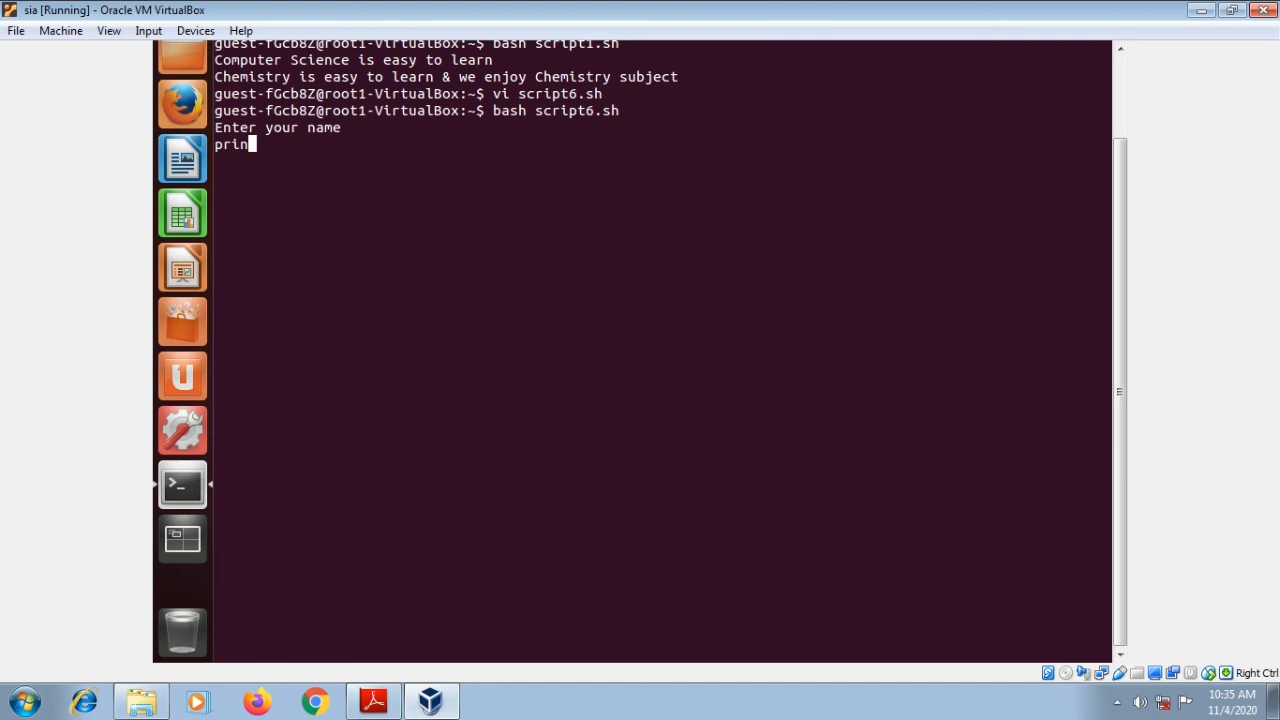 sia [Running] - Oracle VM VirtualBox
File Machine View Input Devices Help
guest-fGcb8Z@root1-VirtualBox:~$ bash script1.sh
Computer Science is easy to learn
Chemistry is easy to learn & we enjoy Chemistry subject
guest-fGcb8Z@root1-VirtualBox:~$ vi script6.sh
guest-fGcb8Z@root1-VirtualBox:~$ bash script6.sh
Enter your name
prin
Right Ctrl
10:35 AM
11/4/2020